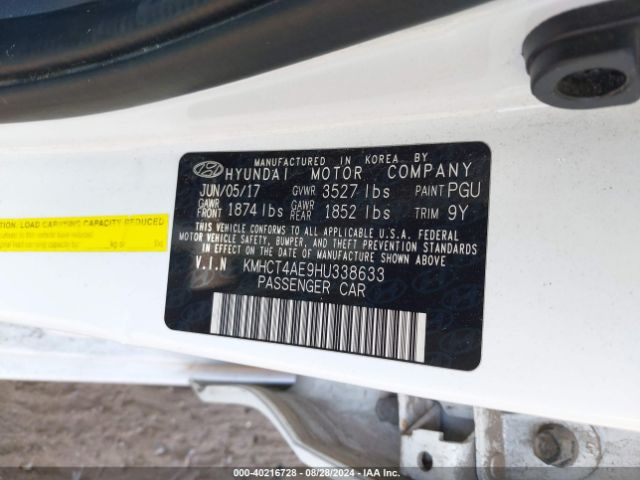 MANUFACTURED IN KOREA BY
HYUNDAI MOTOR COMPANY
JUN/05/17 GVWR 3527 lbs PAINT PGU
GAWR FRONT 1874 lbs GAWR REAR 1852 lbs TRIM 9Y
THIS VEHICLE CONFORMS TO ALL APPLICABLE U.S.A. FEDERAL
MOTOR VEHICLE SAFETY, BUMPER, AND THEFT PREVENTION STANDARDS
IN EFFECT ON THE DATE OF MANUFACTURE SHOWN ABOVE.
V.I.N KMHCT4AE9HU338633
PASSENGER CAR
CAUTION: LOAD CARRYING CAPACITY REDUCED
kg or lbs
000-40216728 - 08/28/2024 - IAA Inc.